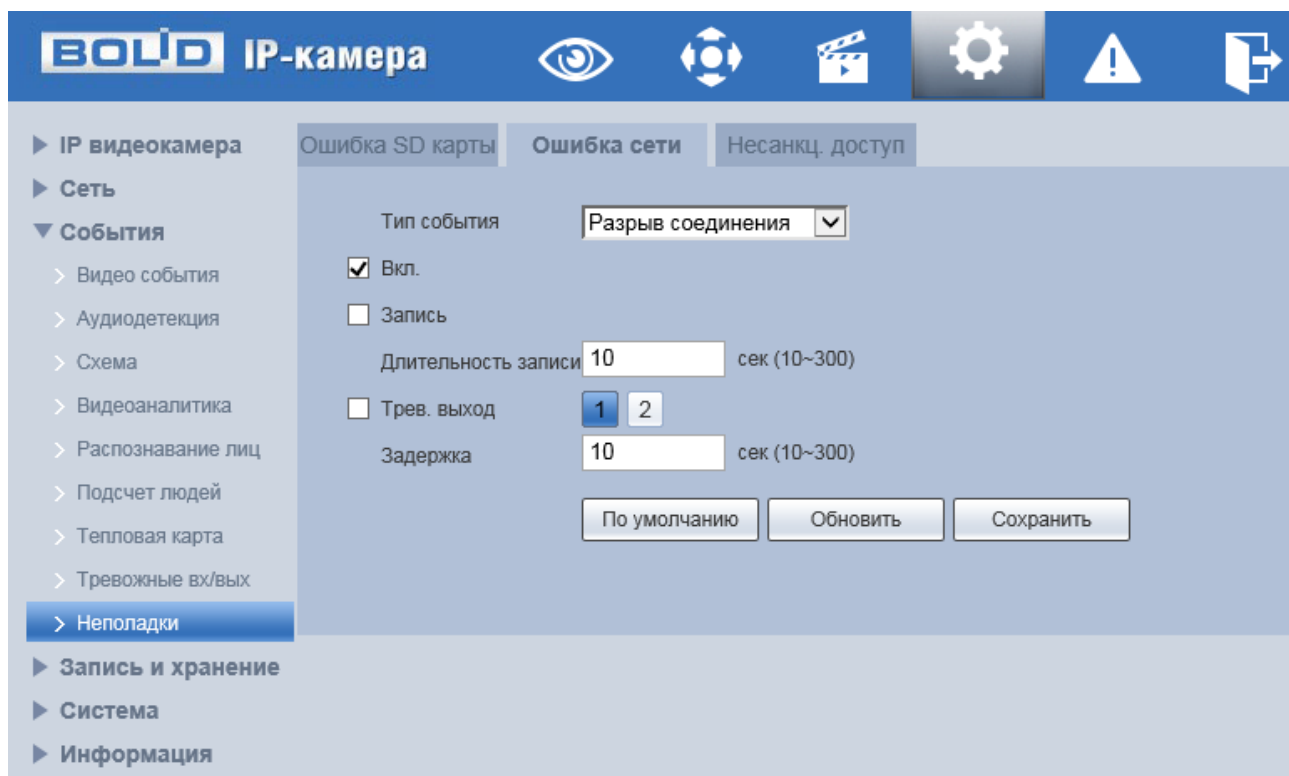 BOLID IP-камера
IP видеокамера
Сеть
События
Видео события
Аудиодетекция
Схема
Видеоаналитика
Распознавание лиц
Подсчет людей
Тепловая карта
Тревожные вх/вых
Неполадки
Запись и хранение
Система
Информация
Ошибка SD карты Ошибка сети Несанкц. доступ
Тип события Разрыв соединения
Вкл.
Запись
Длительность записи 10 сек (10~300)
Трев. выход 1 2
Задержка 10 сек (10~300)
По умолчанию Обновить Сохранить